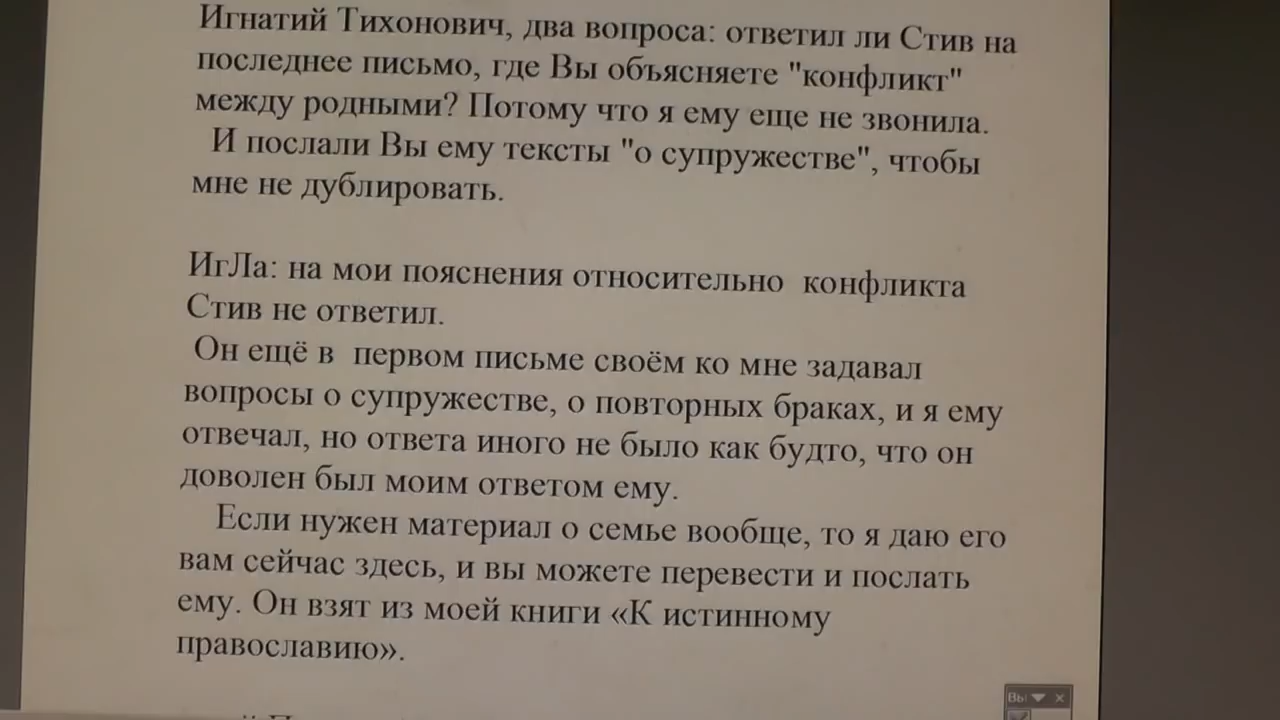 Игнатий Тихонович, два вопроса: ответил ли Стив на
последнее письмо, где Вы объясняете "конфликт"
между родными? Потому что я ему еще не звонила.
И послали Вы ему тексты "о супружестве", чтобы
мне не дублировать.
ИгЛа: на мои пояснения относительно конфликта
Стив не ответил.
Он ещё в первом письме своём ко мне задавал
вопросы о супружестве, о повторных браках, и я ему
отвечал, но ответа иного не было как будто, что он
доволен был моим ответом ему.
Если нужен материал о семье вообще, то я даю его
вам сейчас здесь, и вы можете перевести и послать
ему. Он взят из моей книги «К истинному
православию».
Вы